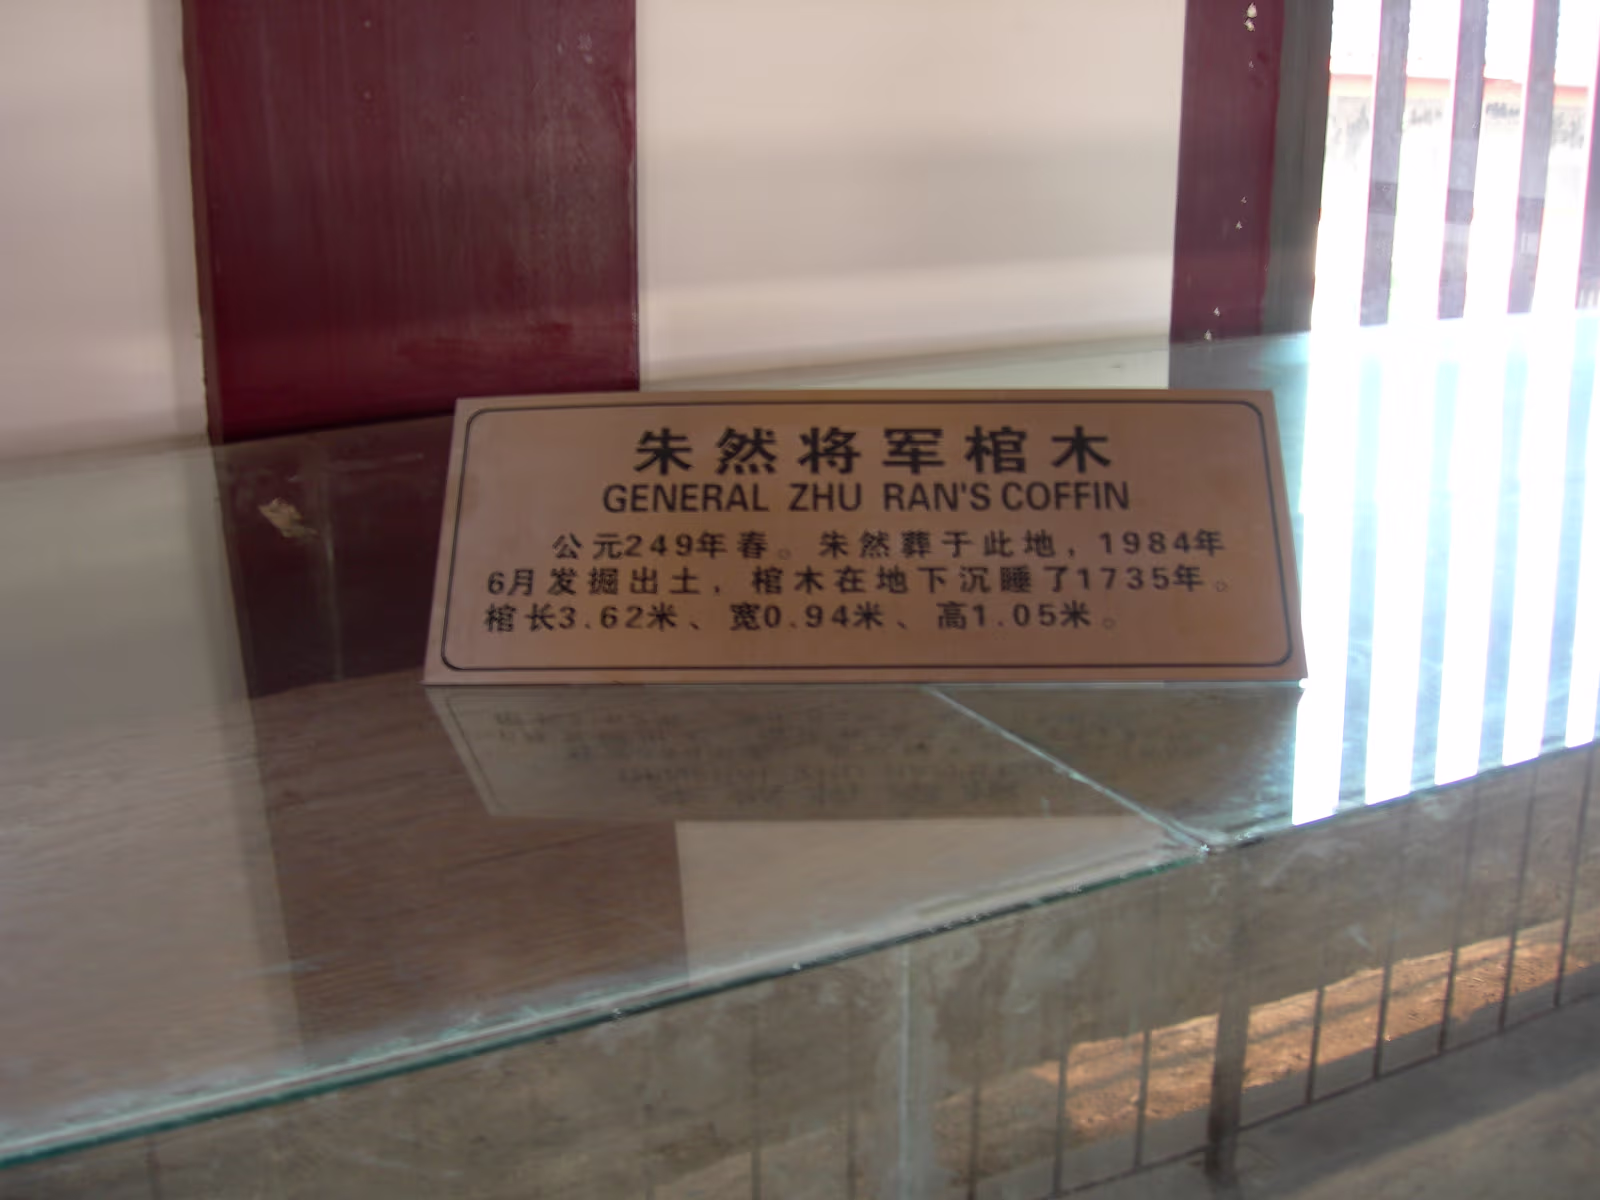 朱然将军棺木
GENERAL ZHU RAN'S COFFIN
公元249年春。朱然葬于此地，1984年
6月发掘出土，棺木在地下沉睡了1735年。
棺长3.62米、宽0.94米、高1.05米。